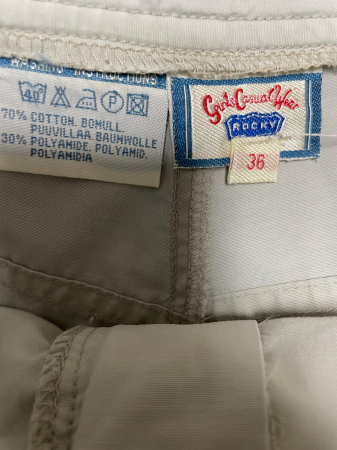 WASHING INSTRUCTIONS
40
P
70% COTTON. BOMULL.
PUUVILLAA. BAUMWOLLE
30% POLYAMIDE. POLYAMID.
POLYAMIDIA
Girls Casual Wear
ROCKY
36